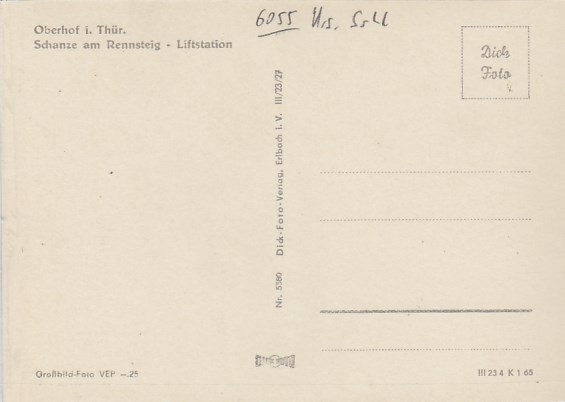 6055
Oberhof i. Thür.
Schanze am Rennsteig - Liftstation
Dick
Foto
Nr. 5580 Dick-Foto-Verlag, Erlbach i. V. III/23/27
Großbild-Foto VEP —.25
III 23 4 K 1 65